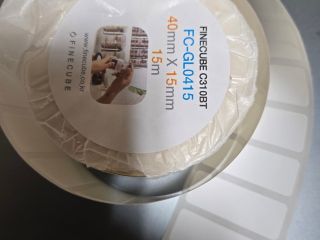 FINECUBE C310BT
FC-GL0415
40mm X 15mm
15m
www.finecube.co.kr
FINECUBE